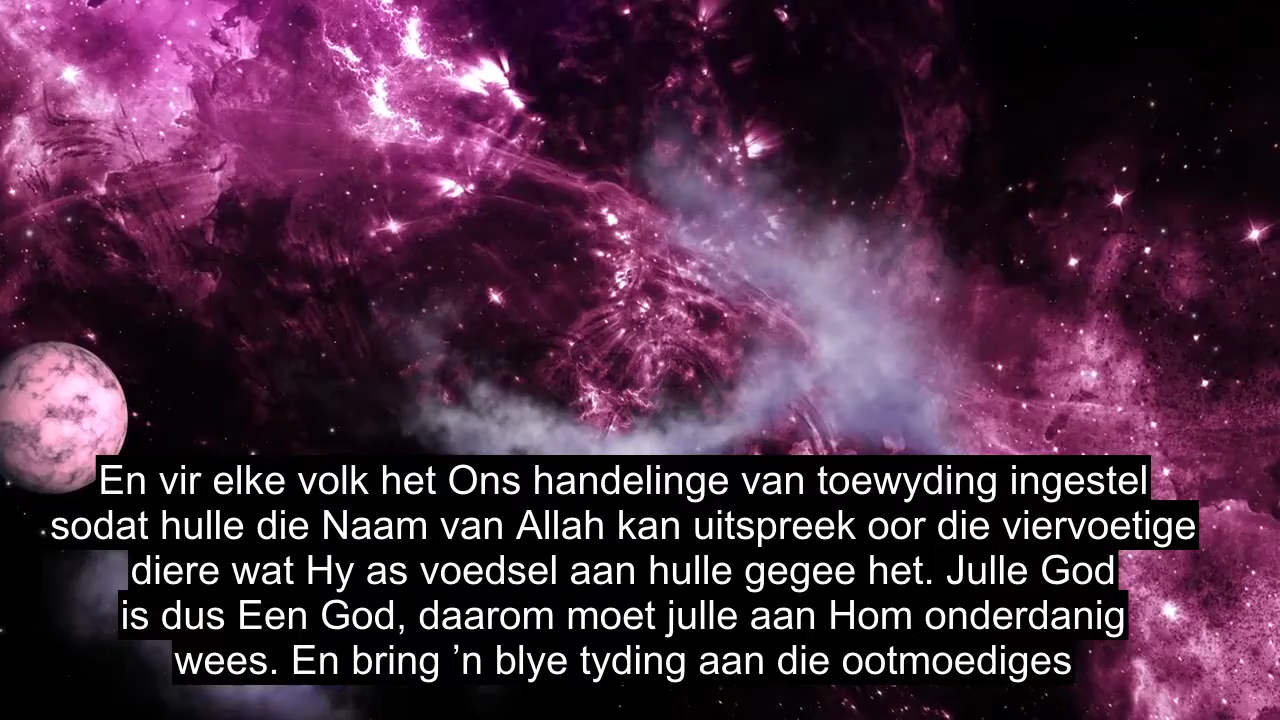 En vir elke volk het Ons handelinge van toewyding ingestel
sodat hulle die Naam van Allah kan uitspreek oor die viervoetige
diere wat Hy as voedsel aan hulle gegee het. Julle God
is dus Een God, daarom moet julle aan Hom onderdanig
wees. En bring ’n blye tyding aan die ootmoediges